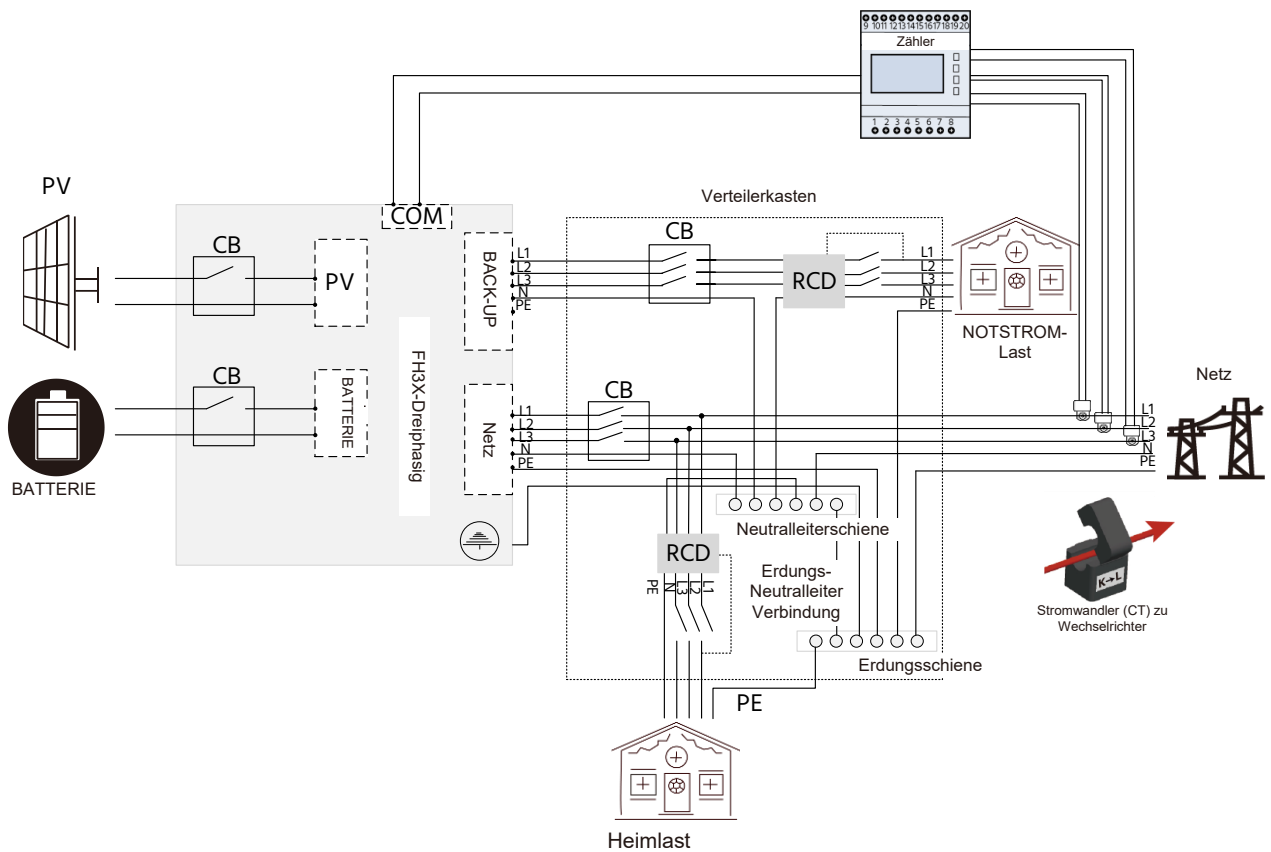 9 10 11 12 13 14 15 16 17 18 19 20
Zähler
1 2 3 4 5 6 7 8
PV
BATTERIE
COM
CB
PV
CB
BATTERIE
FH3X-Dreiphasig
BACK-UP
L1
L2
L3
N
PE
Netz
L1
L2
L3
N
PE
Verteilerkasten
CB
RCD
L1
L2
L3
N
PE
NOTSTROM-
Last
CB
Netz
L1
L2
L3
N
PE
Neutralleiterschiene
RCD
PE
N
L3
L2
L1
Erdungs-
Neutralleiter
Verbindung
Erdungsschiene
PE
Heimlast
K→L
Stromwandler (CT) zu
Wechselrichter